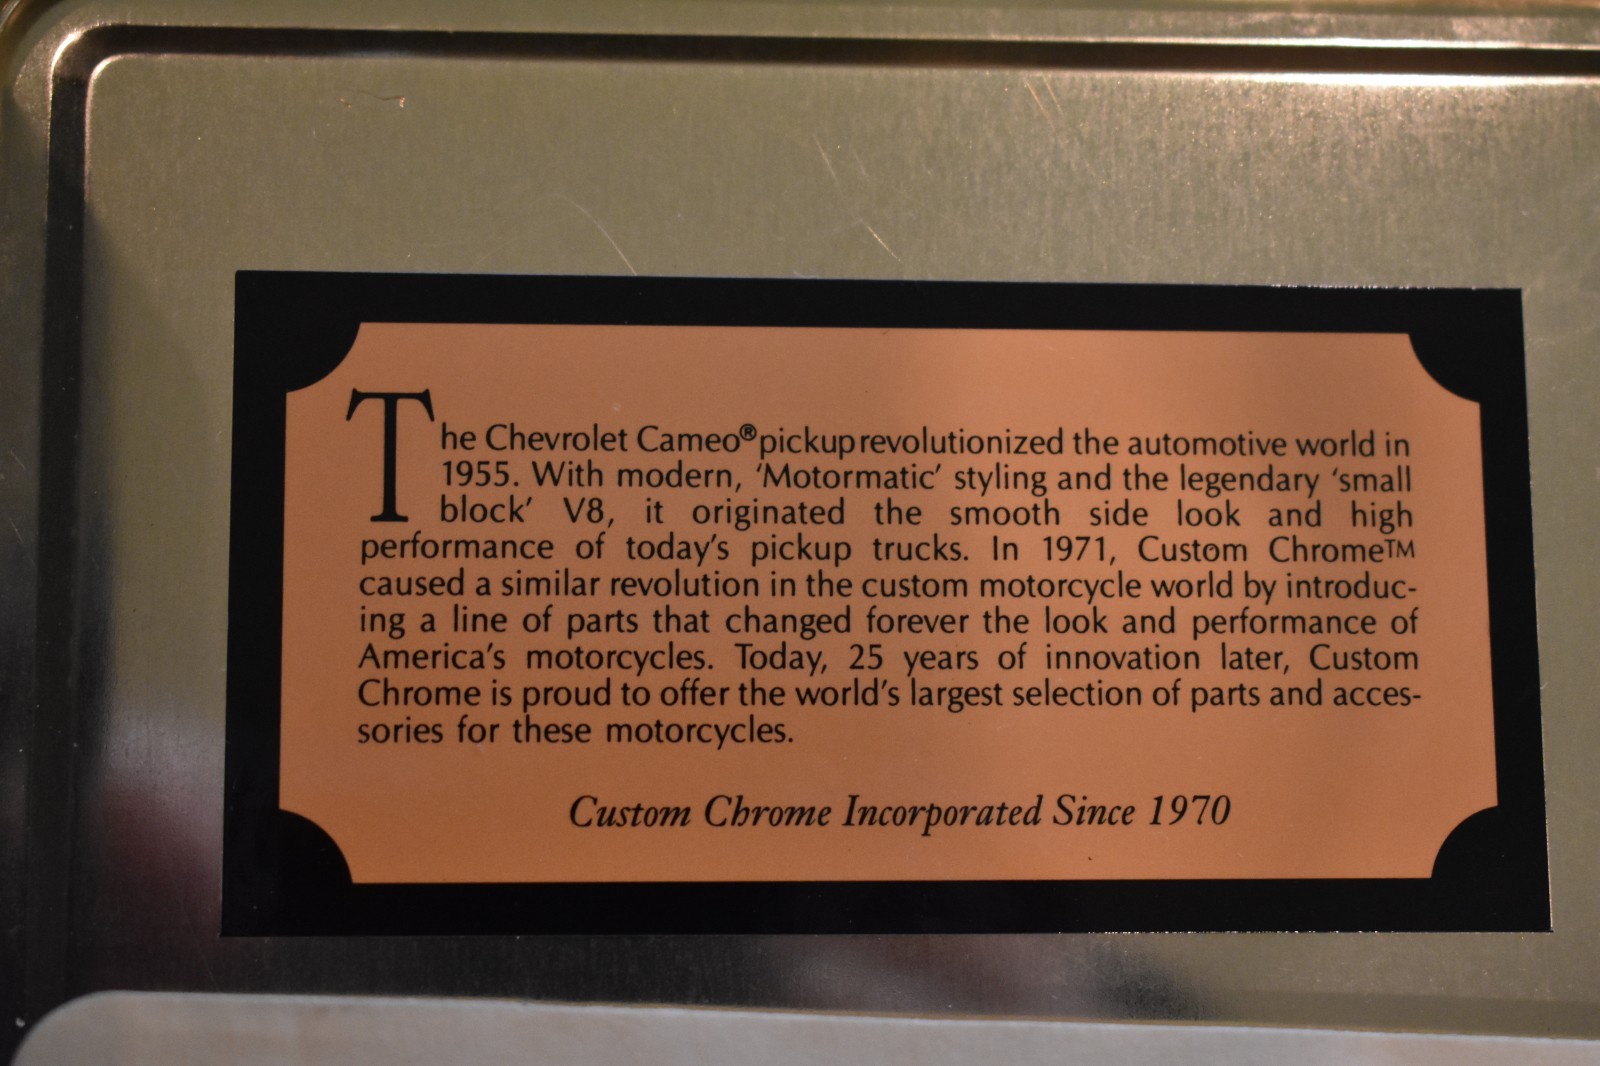 The Chevrolet Cameo® pickup revolutionized the automotive world in
1955. With modern, 'Motormatic' styling and the legendary 'small
block' V8, it originated the smooth side look and high
performance of today's pickup trucks. In 1971, Custom Chrome™
caused a similar revolution in the custom motorcycle world by introduc-
ing a line of parts that changed forever the look and performance of
America's motorcycles. Today, 25 years of innovation later, Custom
Chrome is proud to offer the world's largest selection of parts and acces-
sories for these motorcycles.
Custom Chrome Incorporated Since 1970